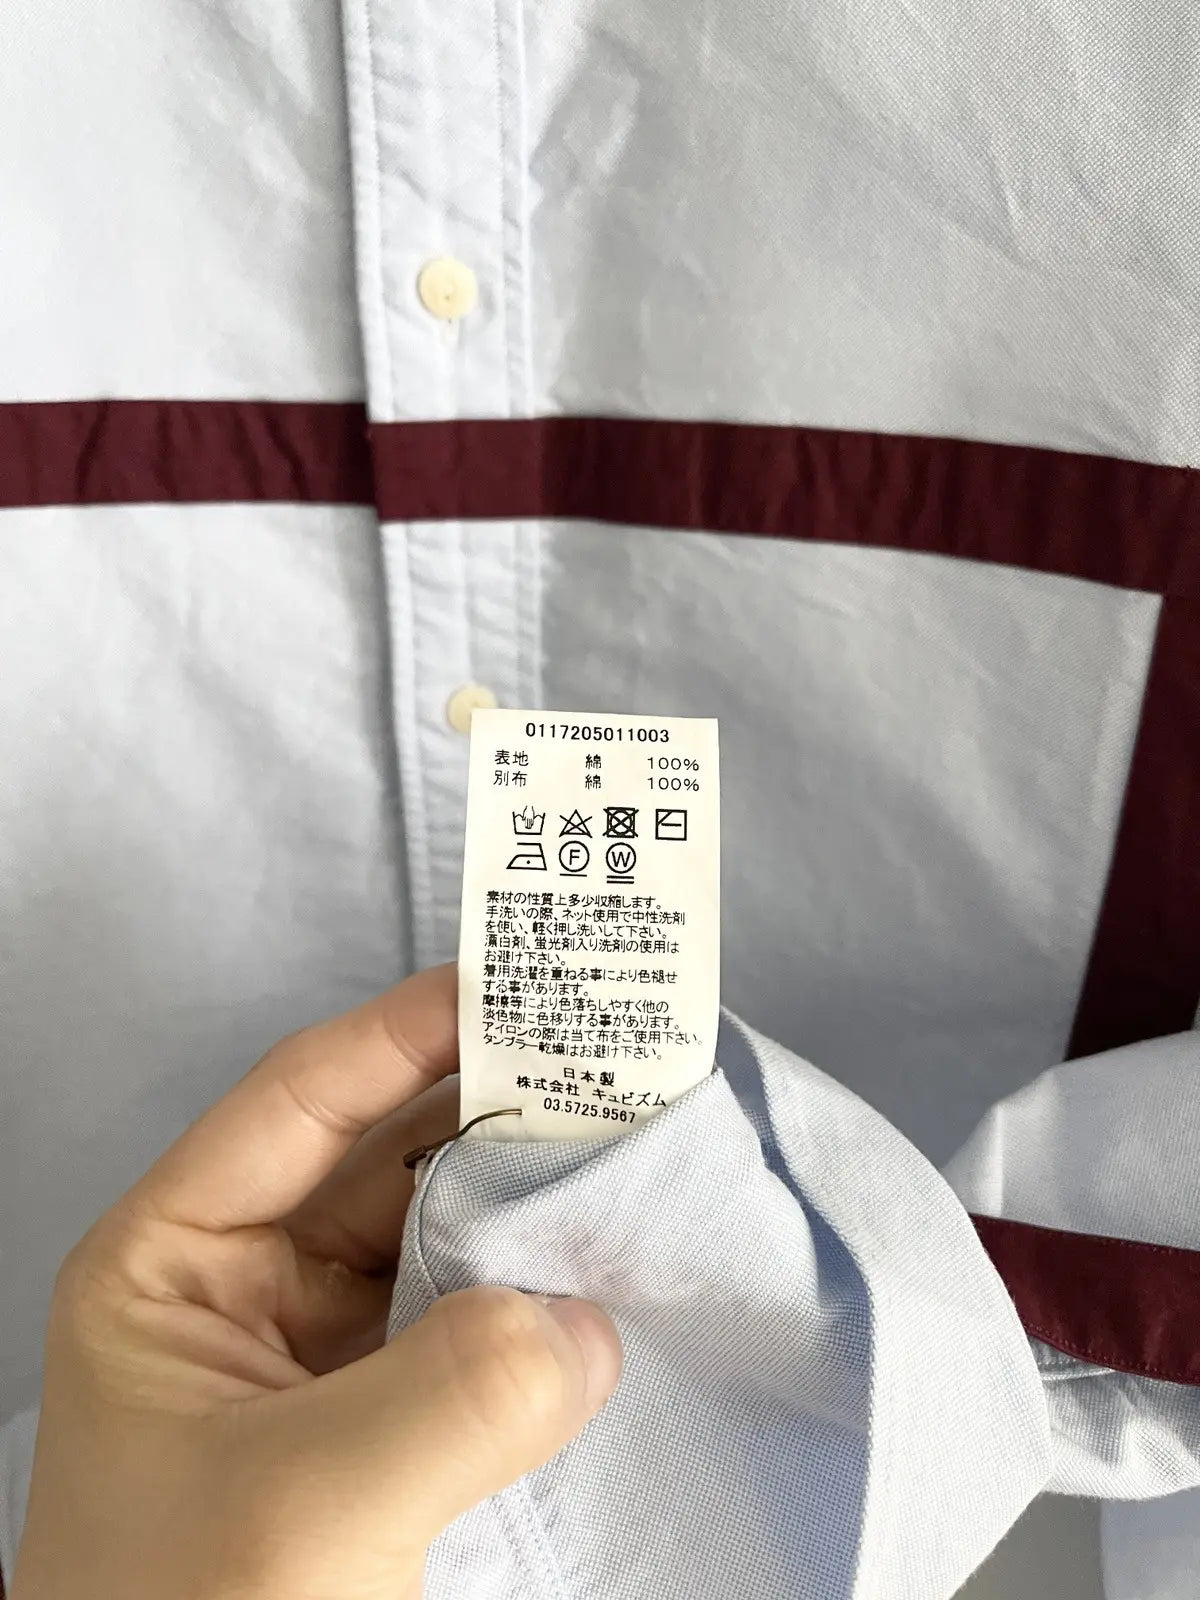 0117205011003
表地 綿 100%
別布 綿 100%
F W
素材の性質上多少収縮します。
手洗いの際、ネット使用で中性洗剤
を使い、軽く押し洗いして下さい。
漂白剤、蛍光剤入り洗剤の使用は
お避け下さい。
着用洗濯を重ねる事により色褪せ
する事があります。
摩擦等により色落ちしやすく他の
淡色物に色移りする事があります。
アイロンの際は当て布をご使用下さい。
タンブラー乾燥はお避け下さい。
日本製
株式会社 キュビズム
03.5725.9567